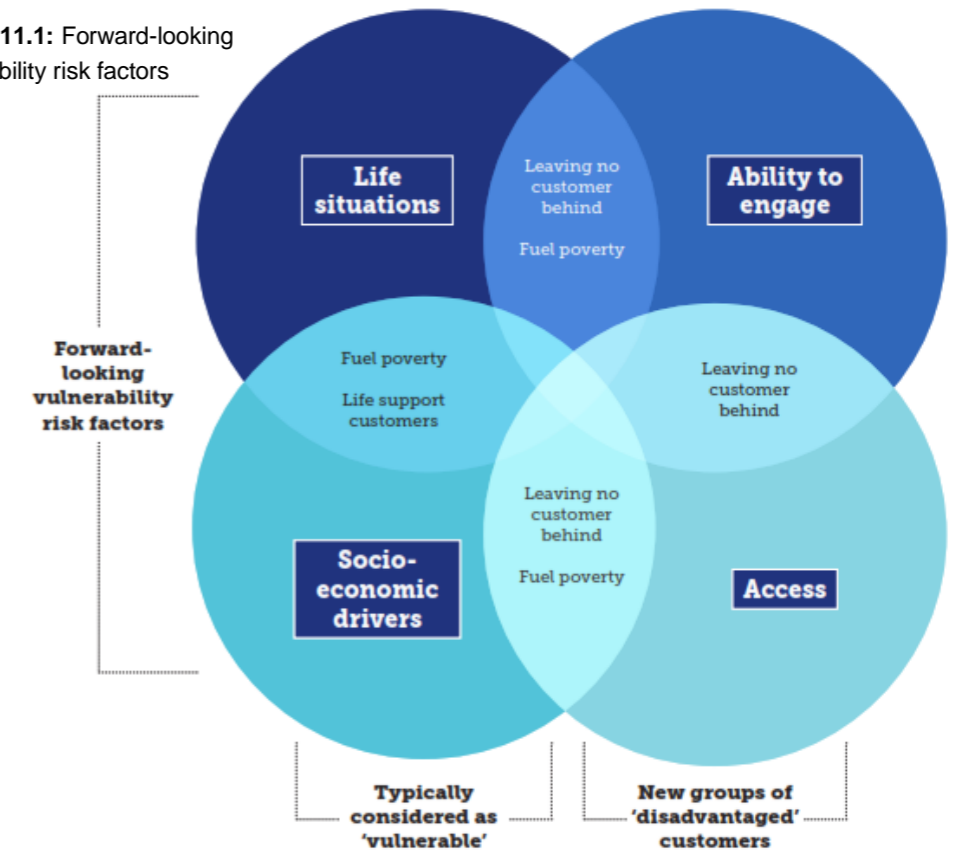 11.1: Forward-looking
bility risk factors
Life
situations
Leaving no
customer
behind
Fuel poverty
Ability to
engage
Forward-
looking
vulnerability
risk factors
Fuel poverty
Life support
customers
Leaving no
customer
behind
Leaving no
customer
behind
Fuel poverty
Socio-
economic
drivers
Access
Typically
considered as
‘vulnerable’
New groups of
‘disadvantaged’
customers